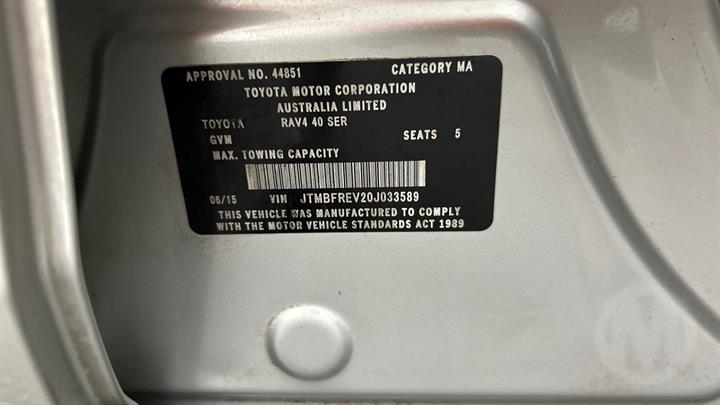 APPROVAL NO. 44851 CATEGORY MA
TOYOTA MOTOR CORPORATION
AUSTRALIA LIMITED
TOYOTA RAV4 40 SER
GVM SEATS 5
MAX. TOWING CAPACITY
06/15 VIN JTMBFREV20J033589
THIS VEHICLE WAS MANUFACTURED TO COMPLY
WITH THE MOTOR VEHICLE STANDARDS ACT 1989
M